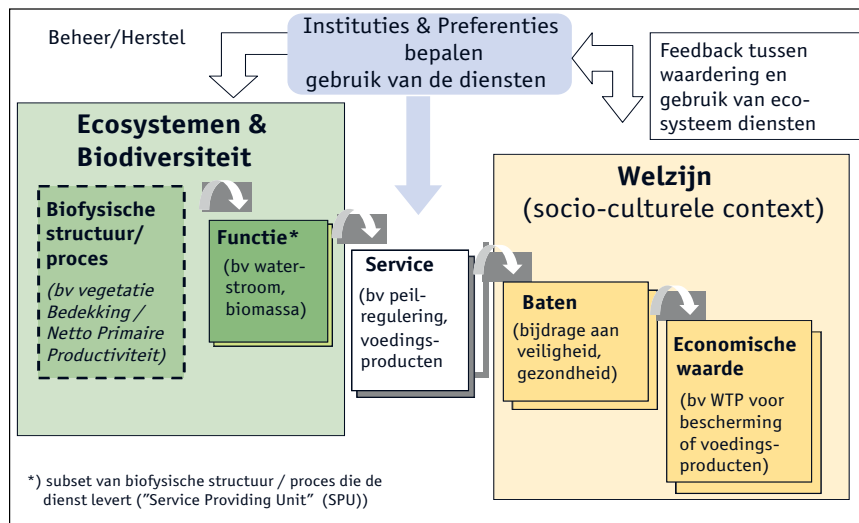 Beheer/Herstel
Instituties & Preferenties
bepalen
gebruik van de diensten
Feedback tussen
waardering en
gebruik van eco-
systeem diensten
Ecosystemen &
Biodiversiteit
Biofysische
structuur/
proces
(bv vegetatie
Bedekking /
Netto Primaire
Productiviteit)
Functie*
(bv water-
stroom,
biomassa)
Service
(bv peil-
regulering,
voedings-
producten
Welzijn
(socio-culturele context)
Baten
(bijdrage aan
veiligheid,
gezondheid)
Economische
waarde
(bv WTP voor
bescherming
of voedings-
producten)
*) subset van biofysische structuur / proces die de
dienst levert (”Service Providing Unit” (SPU))